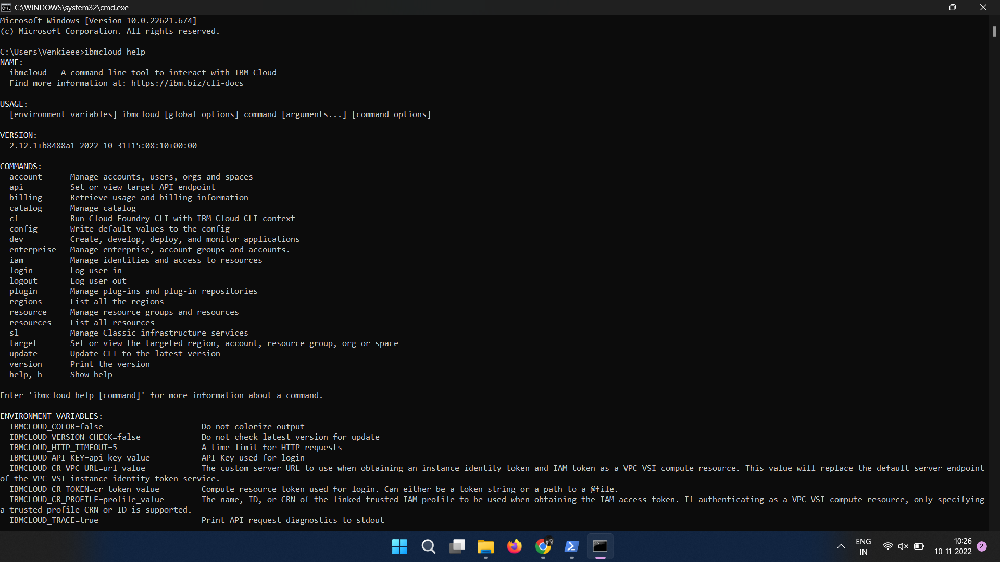 C:\WINDOWS\system32\cmd.exe
Microsoft Windows [Version 10.0.22621.674]
(c) Microsoft Corporation. All rights reserved.
C:\Users\Venkieee>ibmcloud help
NAME:
ibmcloud - A command line tool to interact with IBM Cloud
Find more information at: https://ibm.biz/cli-docs
USAGE:
[environment variables] ibmcloud [global options] command [arguments...] [command options]
VERSION:
2.12.1+b8488a1-2022-10-31T15:08:10+00:00
COMMANDS:
account Manage accounts, users, orgs and spaces
api Set or view target API endpoint
billing Retrieve usage and billing information
catalog Manage catalog
cf Run Cloud Foundry CLI with IBM Cloud CLI context
config Write default values to the config
dev Create, develop, deploy, and monitor applications
enterprise Manage enterprise, account groups and accounts.
iam Manage identities and access to resources
login Log user in
logout Log user out
plugin Manage plug-ins and plug-in repositories
regions List all the regions
resource Manage resource groups and resources
resources List all resources
sl Manage Classic infrastructure services
target Set or view the targeted region, account, resource group, org or space
update Update CLI to the latest version
version Print the version
help, h Show help
Enter 'ibmcloud help [command]' for more information about a command.
ENVIRONMENT VARIABLES:
IBMCLOUD_COLOR=false Do not colorize output
IBMCLOUD_VERSION_CHECK=false Do not check latest version for update
IBMCLOUD_HTTP_TIMEOUT=5 A time limit for HTTP requests
IBMCLOUD_API_KEY=api_key_value API Key used for login
IBMCLOUD_CR_VPC_URL=url_value The custom server URL to use when obtaining an instance identity token and IAM token as a VPC VSI compute resource. This value will replace the default server endpoint
of the VPC VSI instance identity token service.
IBMCLOUD_CR_TOKEN=cr_token_value Compute resource token used for login. Can either be a token string or a path to a @file.
IBMCLOUD_CR_PROFILE=profile_value The name, ID, or CRN of the linked trusted IAM profile to be used when obtaining the IAM access token. If authenticating as a VPC VSI compute resource, only specifying
a trusted profile CRN or ID is supported.
IBMCLOUD_TRACE=true Print API request diagnostics to stdout
ENG
IN
10:26
10-11-2022
2